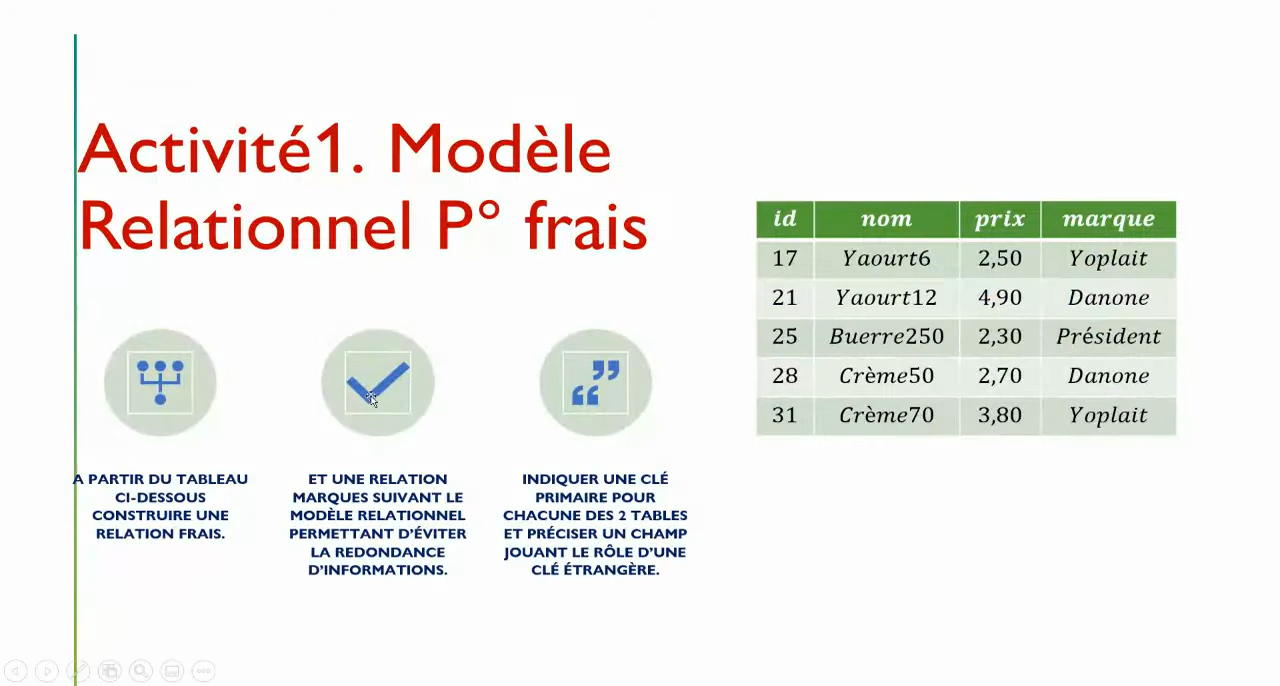 Activité1. Modèle
Relationnel P° frais
A PARTIR DU TABLEAU
CI-DESSOUS
CONSTRUIRE UNE
RELATION FRAIS.
ET UNE RELATION
MARQUES SUIVANT LE
MODÈLE RELATIONNEL
PERMETTANT D’ÉVITER
LA REDONDANCE
D’INFORMATIONS.
INDIQUER UNE CLÉ
PRIMAIRE POUR
CHACUNE DES 2 TABLES
ET PRÉCISER UN CHAMP
JOUANT LE RÔLE D’UNE
CLÉ ÉTRANGÈRE.
id nom prix marque
17 Yaourt6 2,50 Yoplait
21 Yaourt12 4,90 Danone
25 Buerre250 2,30 Président
28 Crème50 2,70 Danone
31 Crème70 3,80 Yoplait